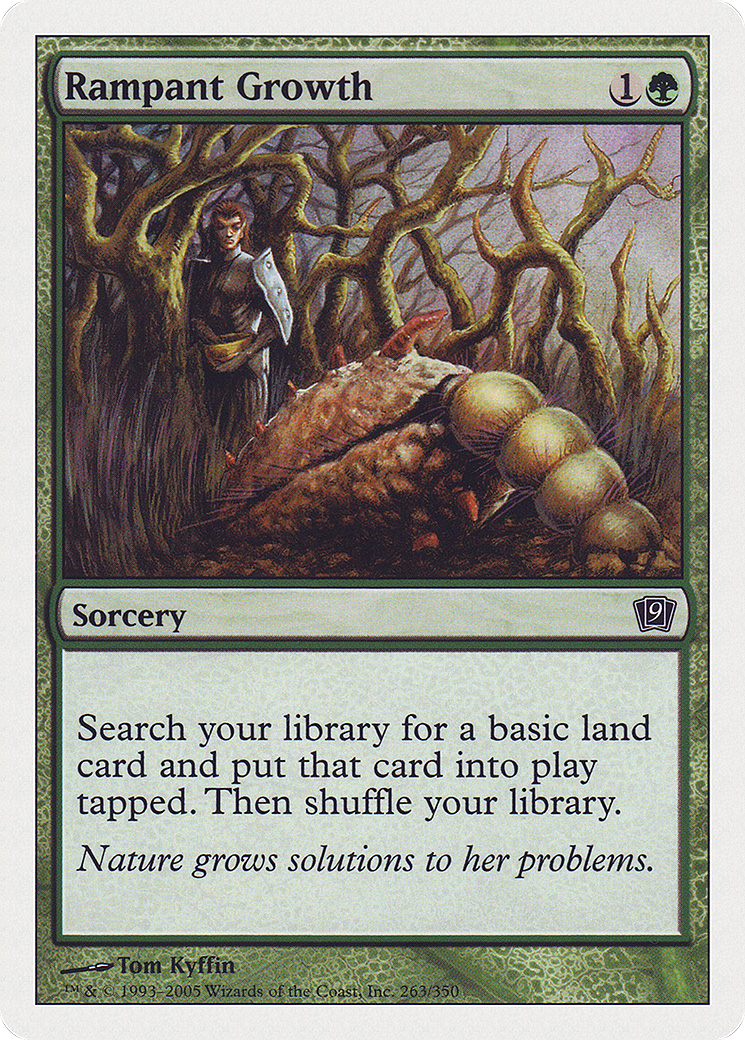 Rampant Growth 1
Sorcery 9
Search your library for a basic land
card and put that card into play
tapped. Then shuffle your library.
Nature grows solutions to her problems.
Tom Kyffin
™ & © 1993–2005 Wizards of the Coast, Inc. 263/350